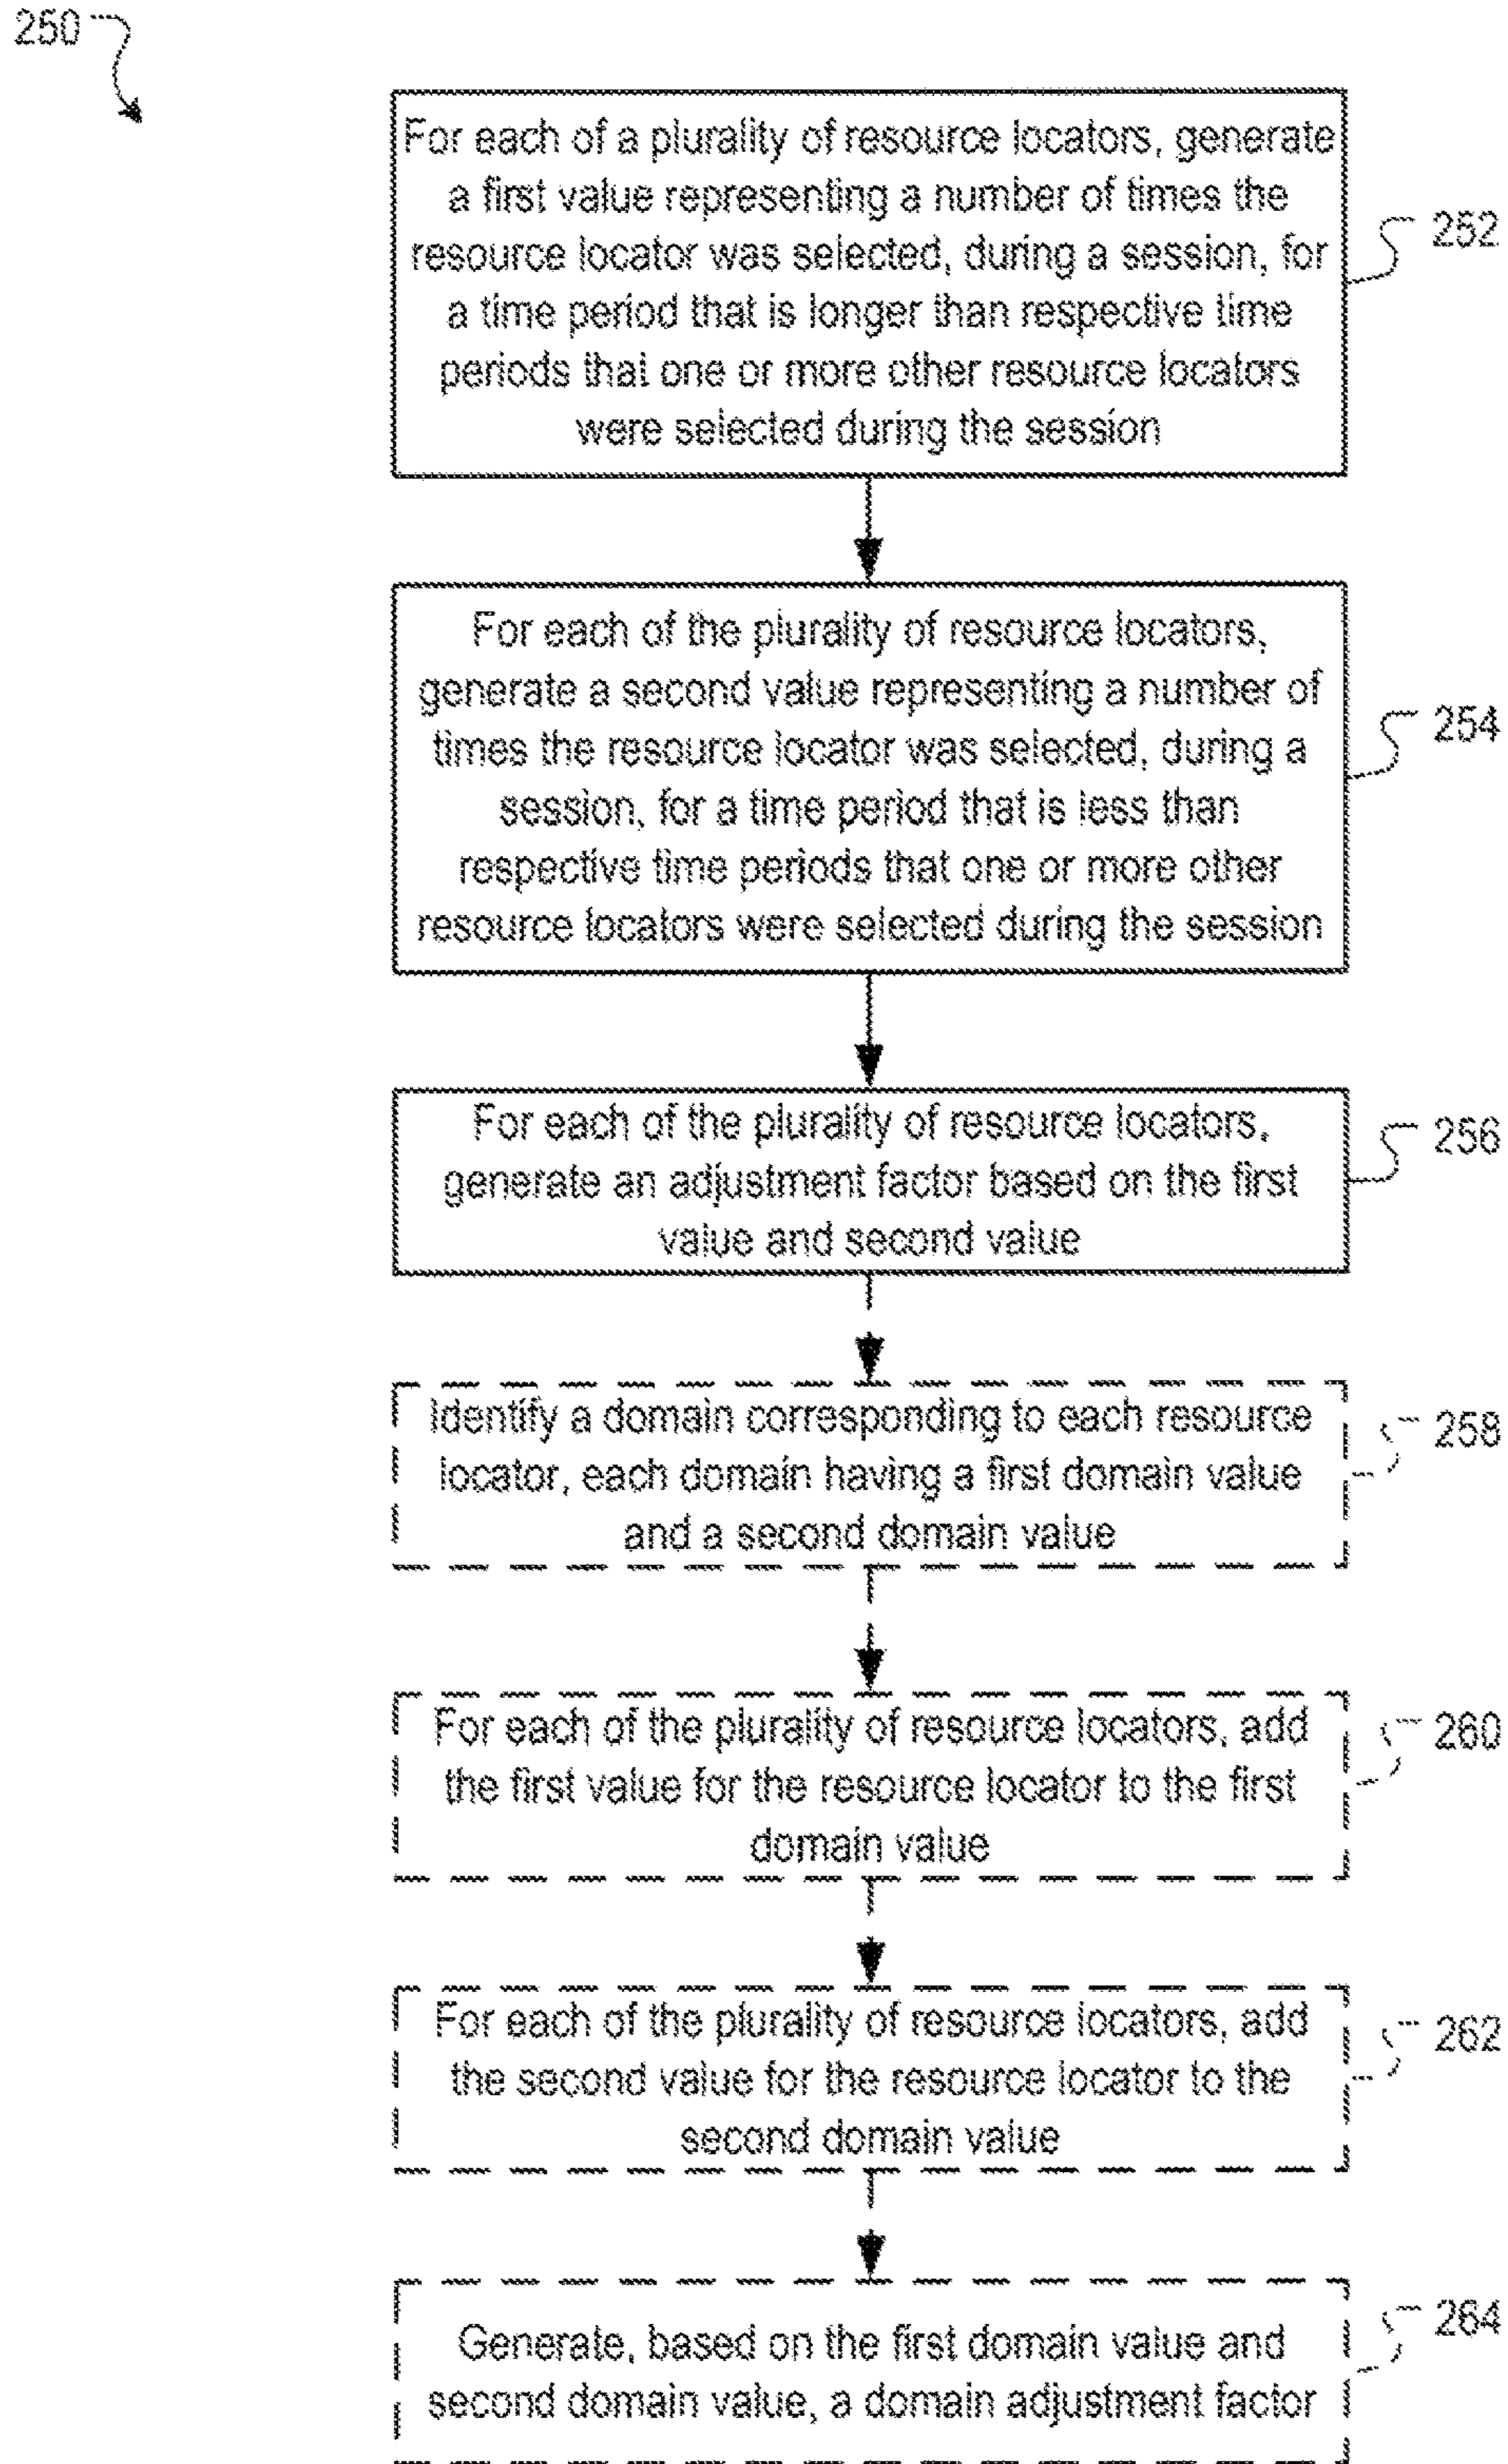 250
For each of a plurality of resource locators, generate
a first value representing a number of times the
resource locator was selected, during a session, for
a time period that is longer than respective time
periods that one or more other resource locators
were selected during the session
252
For each of the plurality of resource locators,
generate a second value representing a number of
times the resource locator was selected, during a
session, for a time period that is less than
respective time periods that one or more other
resource locators were selected during the session
254
For each of the plurality of resource locators,
generate an adjustment factor based on the first
value and second value
256
Identify a domain corresponding to each resource
locator, each domain having a first domain value
and a second domain value
258
For each of the plurality of resource locators, add
the first value for the resource locator to the first
domain value
260
For each of the plurality of resource locators, add
the second value for the resource locator to the
second domain value
262
Generate, based on the first domain value and
second domain value, a domain adjustment factor
264